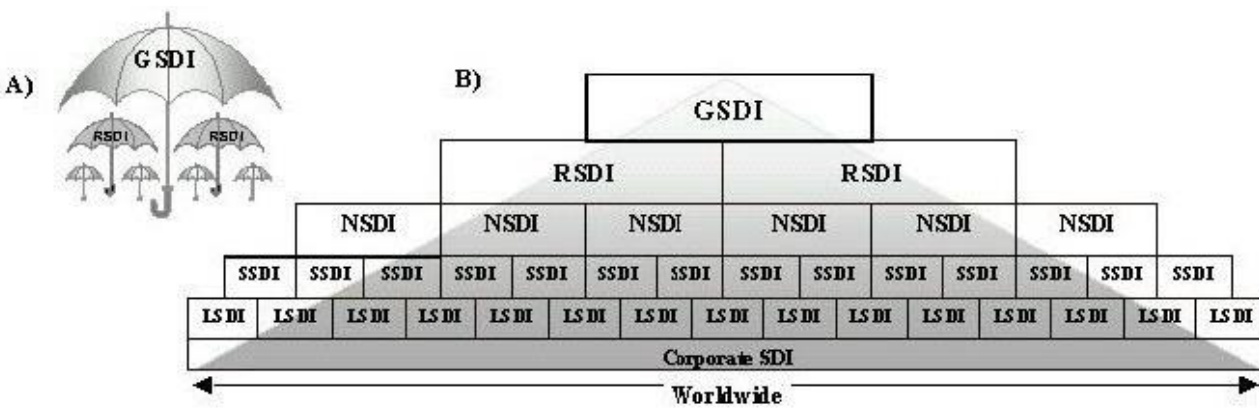 A)
GSDI
RSDI RSDI
B)
GSDI
RSDI RSDI
NSDI NSDI NSDI NSDI NSDI NSDI
SSDI SSDI SSDI SSDI SSDI SSDI SSDI SSDI SSDI SSDI SSDI SSDI SSDI SSDI
LSDI LSDI LSDI LSDI LSDI LSDI LSDI LSDI LSDI LSDI LSDI LSDI LSDI LSDI LSDI
Corporate SDI
Worldwide